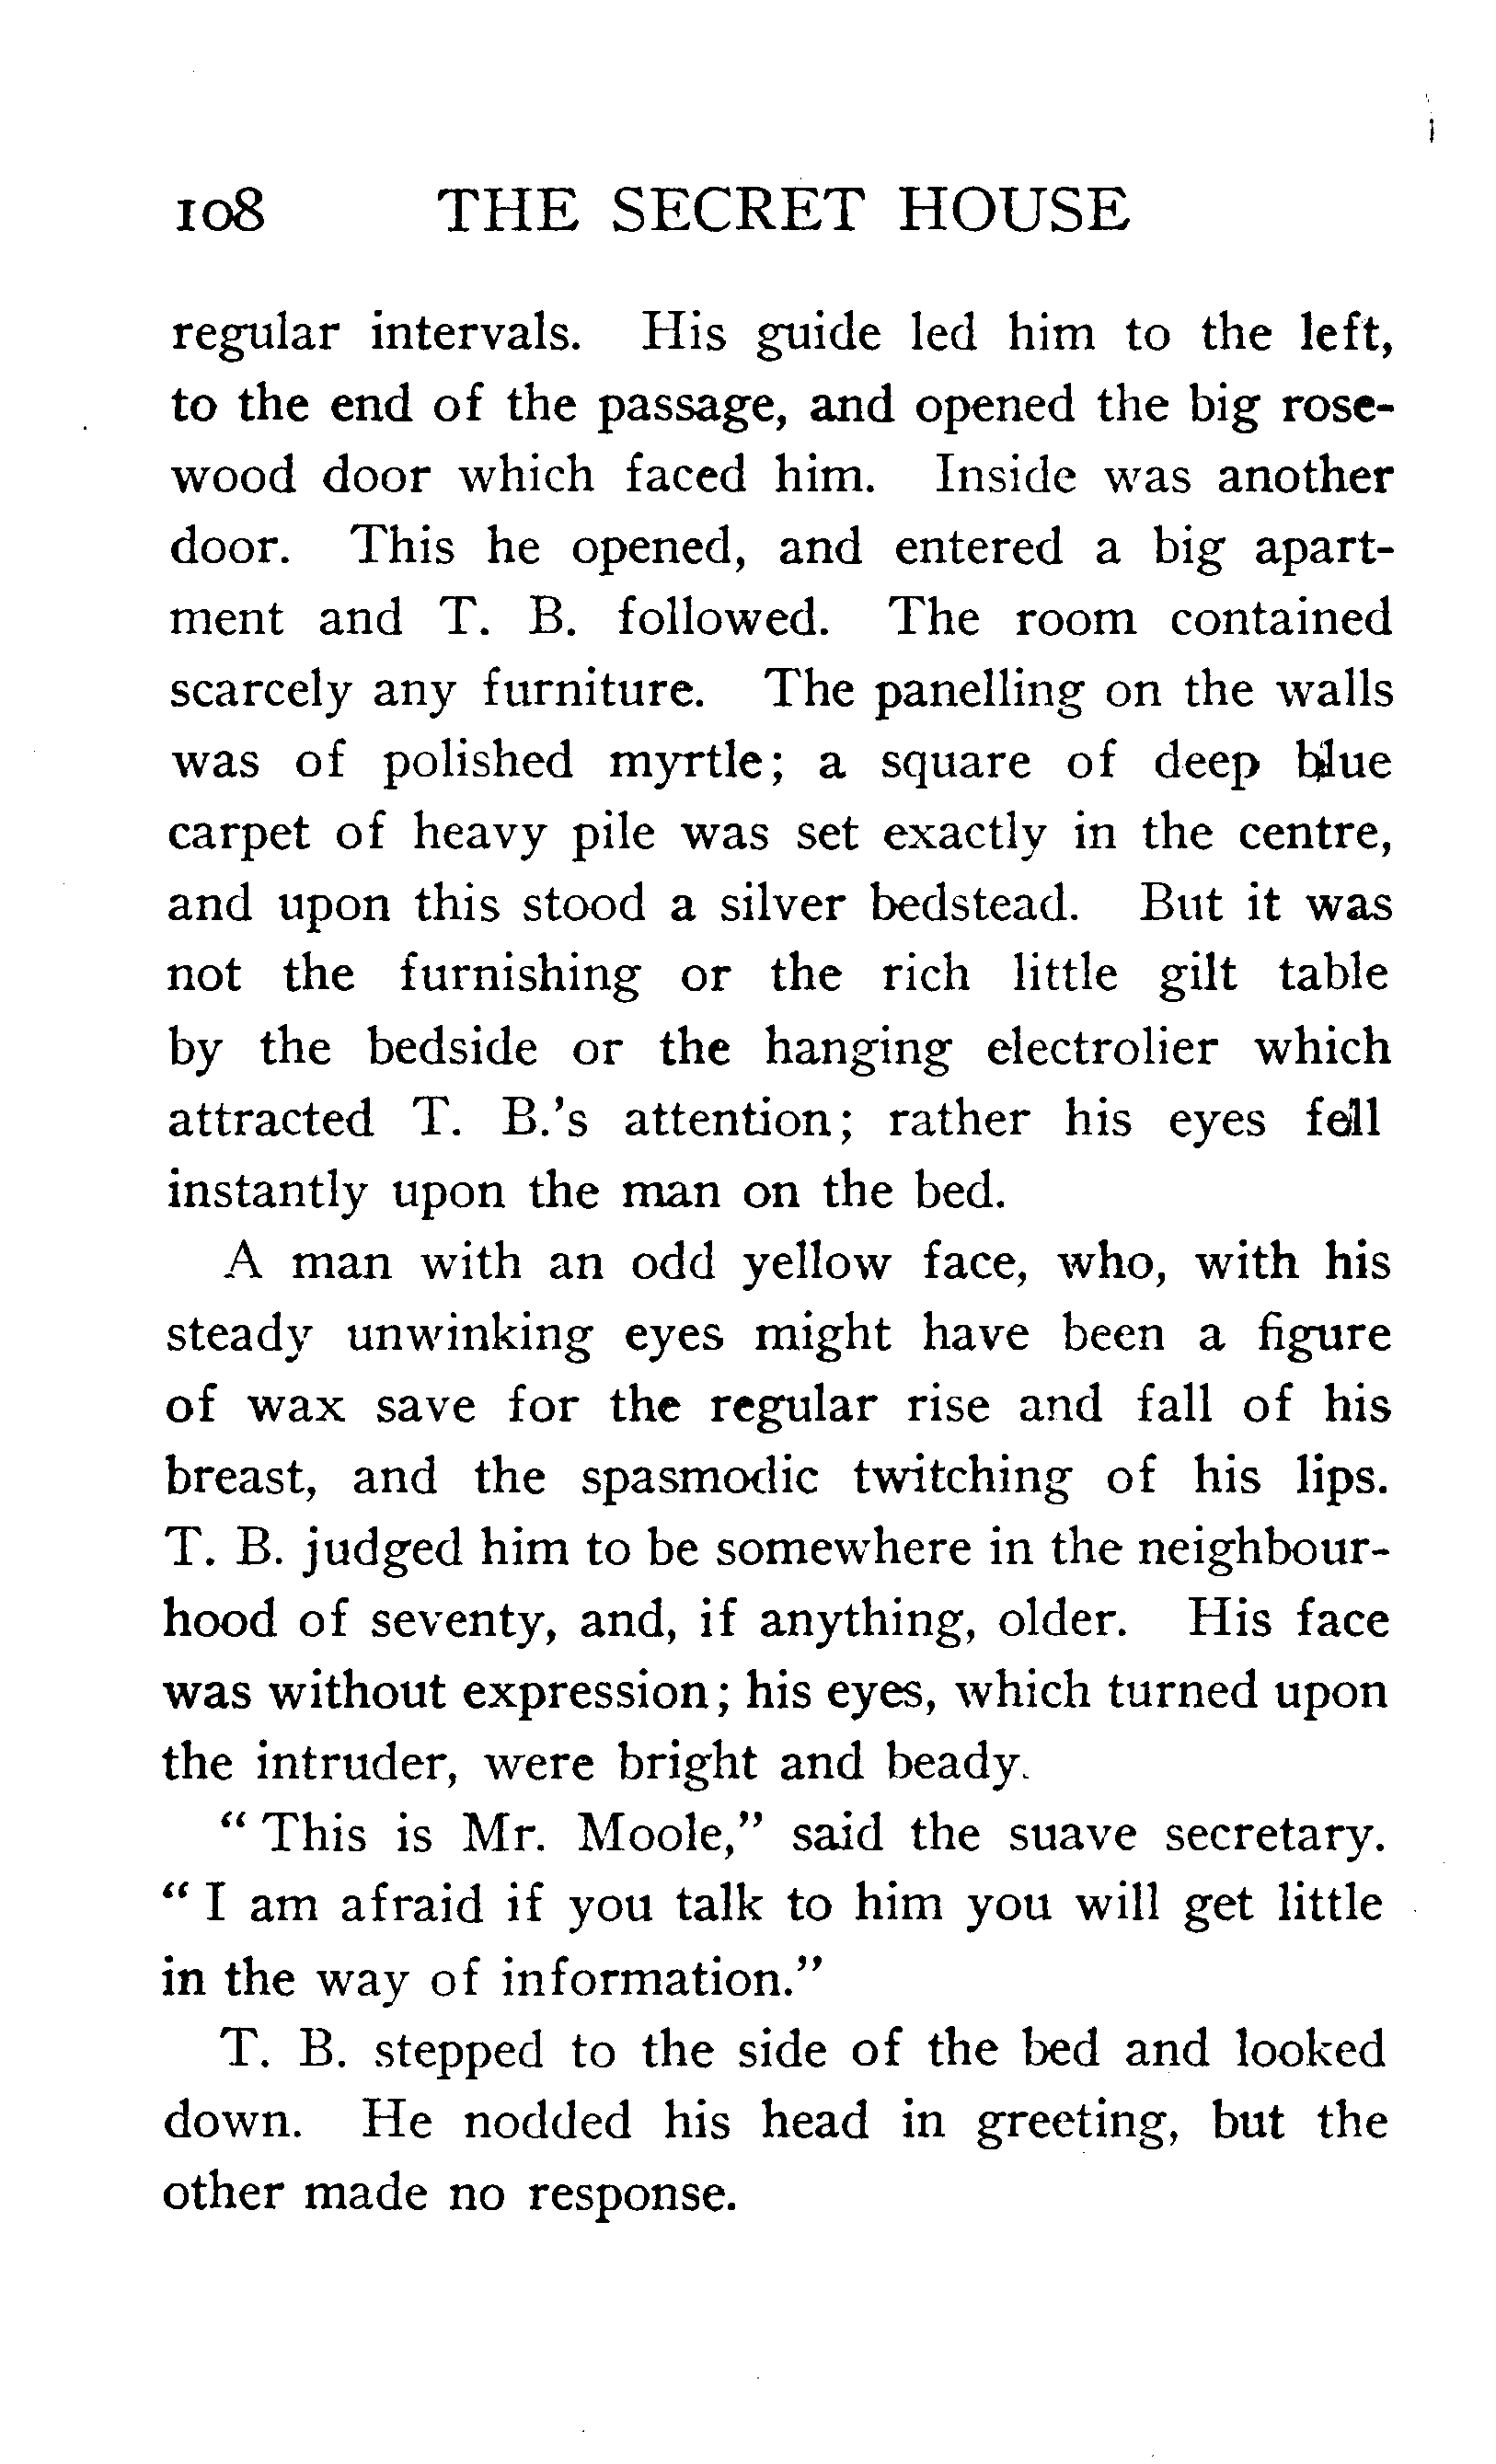 108 THE SECRET HOUSE
regular intervals. His guide led him to the left,
to the end of the passage, and opened the big rose-
wood door which faced him. Inside was another
door. This he opened, and entered a big apart-
ment and T. B. followed. The room contained
scarcely any furniture. The panelling on the walls
was of polished myrtle; a square of deep blue
carpet of heavy pile was set exactly in the centre,
and upon this stood a silver bedstead. But it was
not the furnishing or the rich little gilt table
by the bedside or the hanging electrolier which
attracted T. B.'s attention; rather his eyes fell
instantly upon the man on the bed.
A man with an odd yellow face, who, with his
steady unwinking eyes might have been a figure
of wax save for the regular rise and fall of his
breast, and the spasmodic twitching of his lips.
T. B. judged him to be somewhere in the neighbour-
hood of seventy, and, if anything, older. His face
was without expression; his eyes, which turned upon
the intruder, were bright and beady.
" This is Mr. Moole," said the suave secretary.
" I am afraid if you talk to him you will get little
in the way of information."
T. B. stepped to the side of the bed and looked
down. He nodded his head in greeting, but the
other made no response.